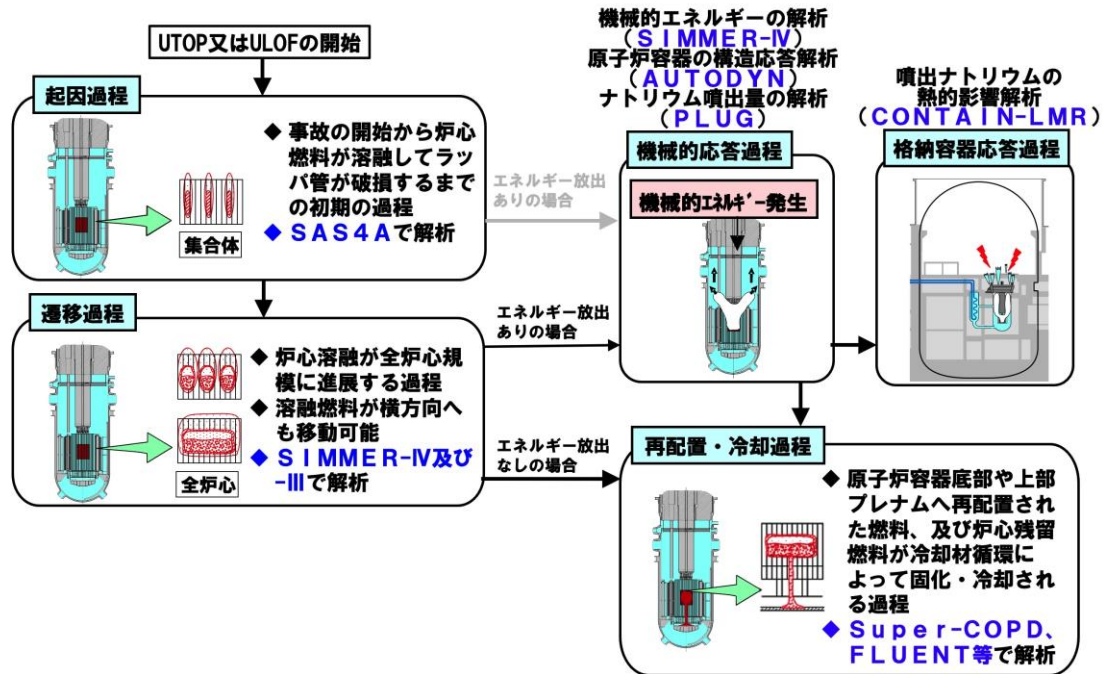 UTOP又はULOFの開始
起因過程
◆ 事故の開始から炉心
燃料が溶融してラッ
パ管が破損するまで
の初期の過程
◆ SAS4Aで解析
集合体
エネルギー放出
ありの場合
機械的エネルギーの解析
(SIMMER-Ⅳ)
原子炉容器の構造応答解析
(AUTODYN)
ナトリウム噴出量の解析
(PLUG)
機械的応答過程
機械的エネルギー発生
噴出ナトリウムの
熱的影響解析
(CONTAIN-LMR)
格納容器応答過程
遷移過程
◆ 炉心溶融が全炉心規
模に進展する過程
◆ 溶融燃料が横方向へ
も移動可能
◆ SIMMER-Ⅳ及び
-Ⅲで解析
全炉心
エネルギー放出
ありの場合
エネルギー放出
なしの場合
再配置・冷却過程
◆ 原子炉容器底部や上部
プレナムへ再配置され
た燃料、及び炉心残留
燃料が冷却材循環に
よって固化・冷却され
る過程
◆ Super-COPD、
FLUENT等で解析